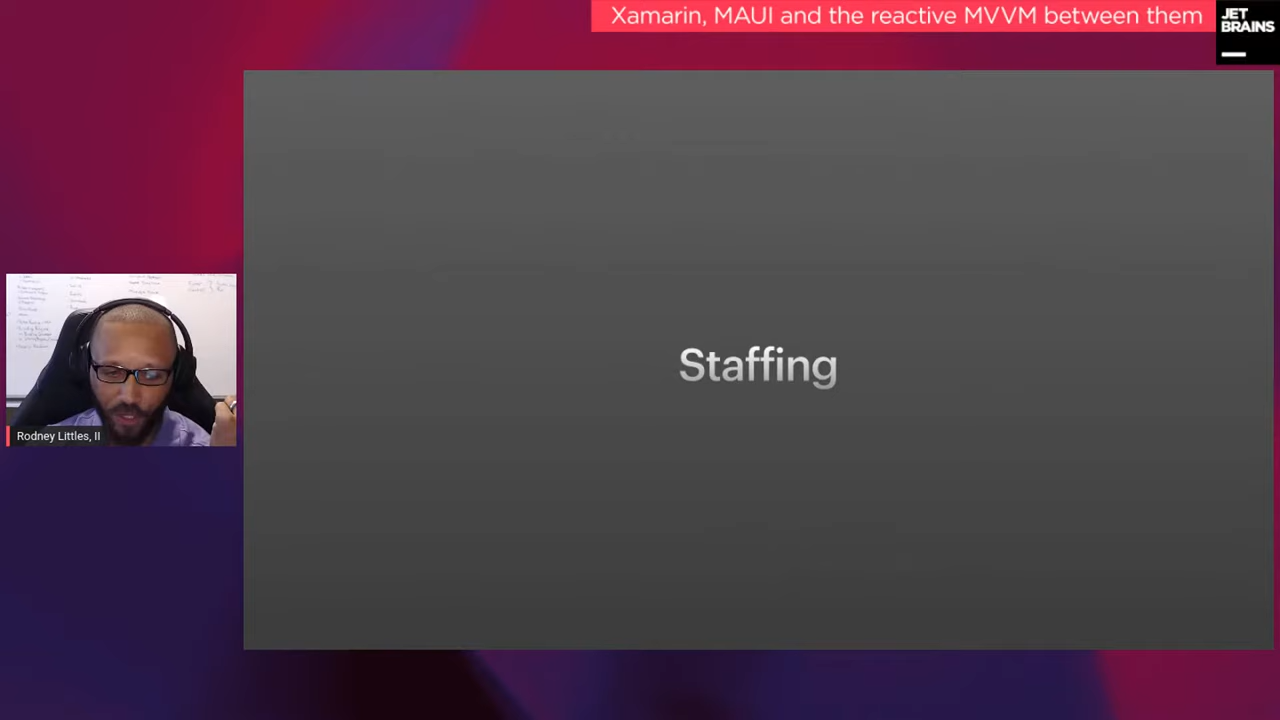 Xamarin, MAUI and the reactive MVVM between them
JET
BRAINS
Staffing
Rodney Littles, II